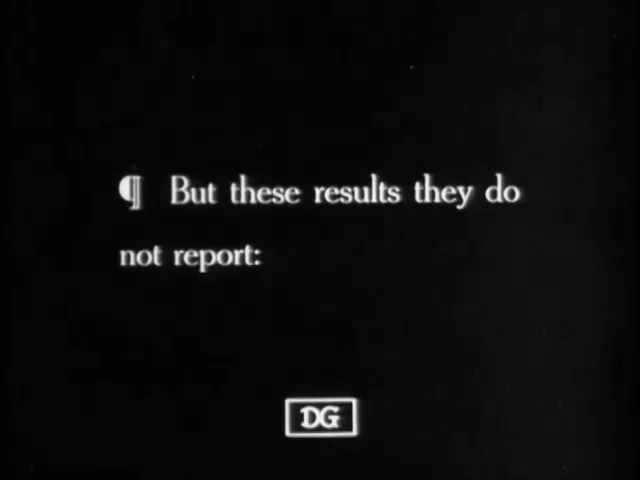 ¶ But these results they do
not report:
DG